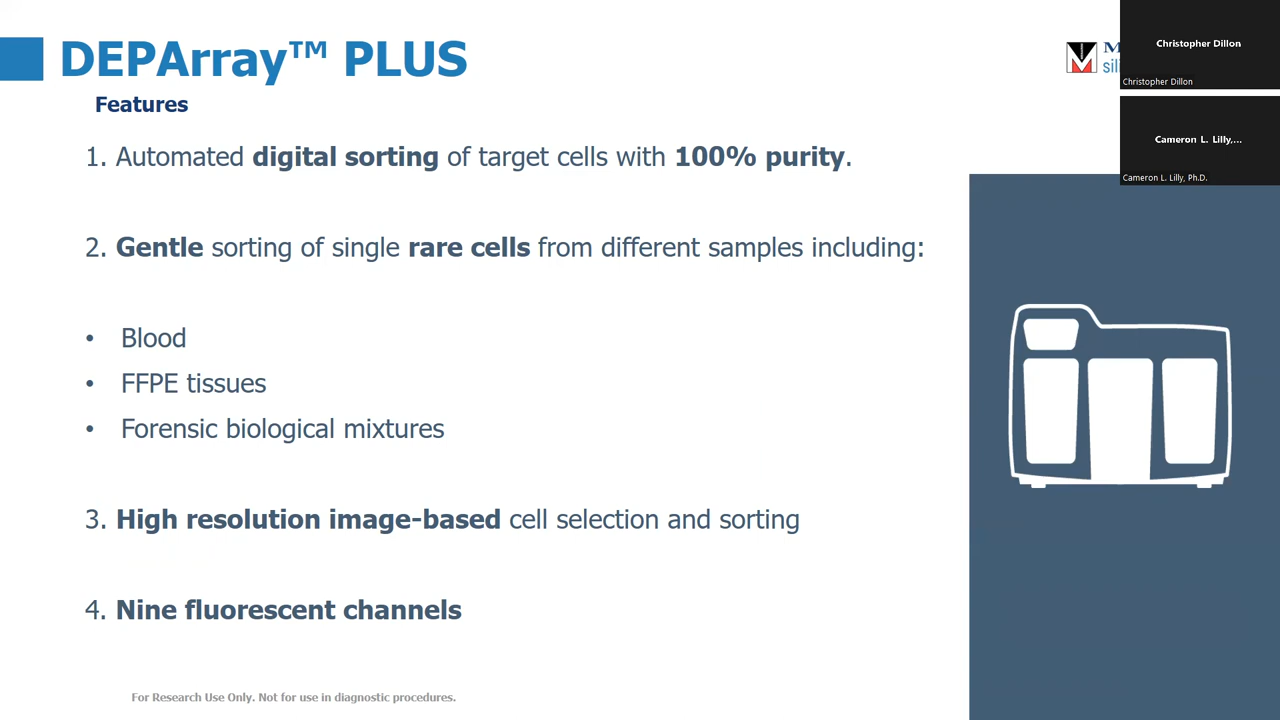 DEPArray™ PLUS
Features
1. Automated digital sorting of target cells with 100% purity.
2. Gentle sorting of single rare cells from different samples including:
• Blood
• FFPE tissues
• Forensic biological mixtures
3. High resolution image-based cell selection and sorting
4. Nine fluorescent channels
For Research Use Only. Not for use in diagnostic procedures.
Christopher Dillon
Christopher Dillon
Cameron L. Lilly,...
Cameron L. Lilly, Ph.D.